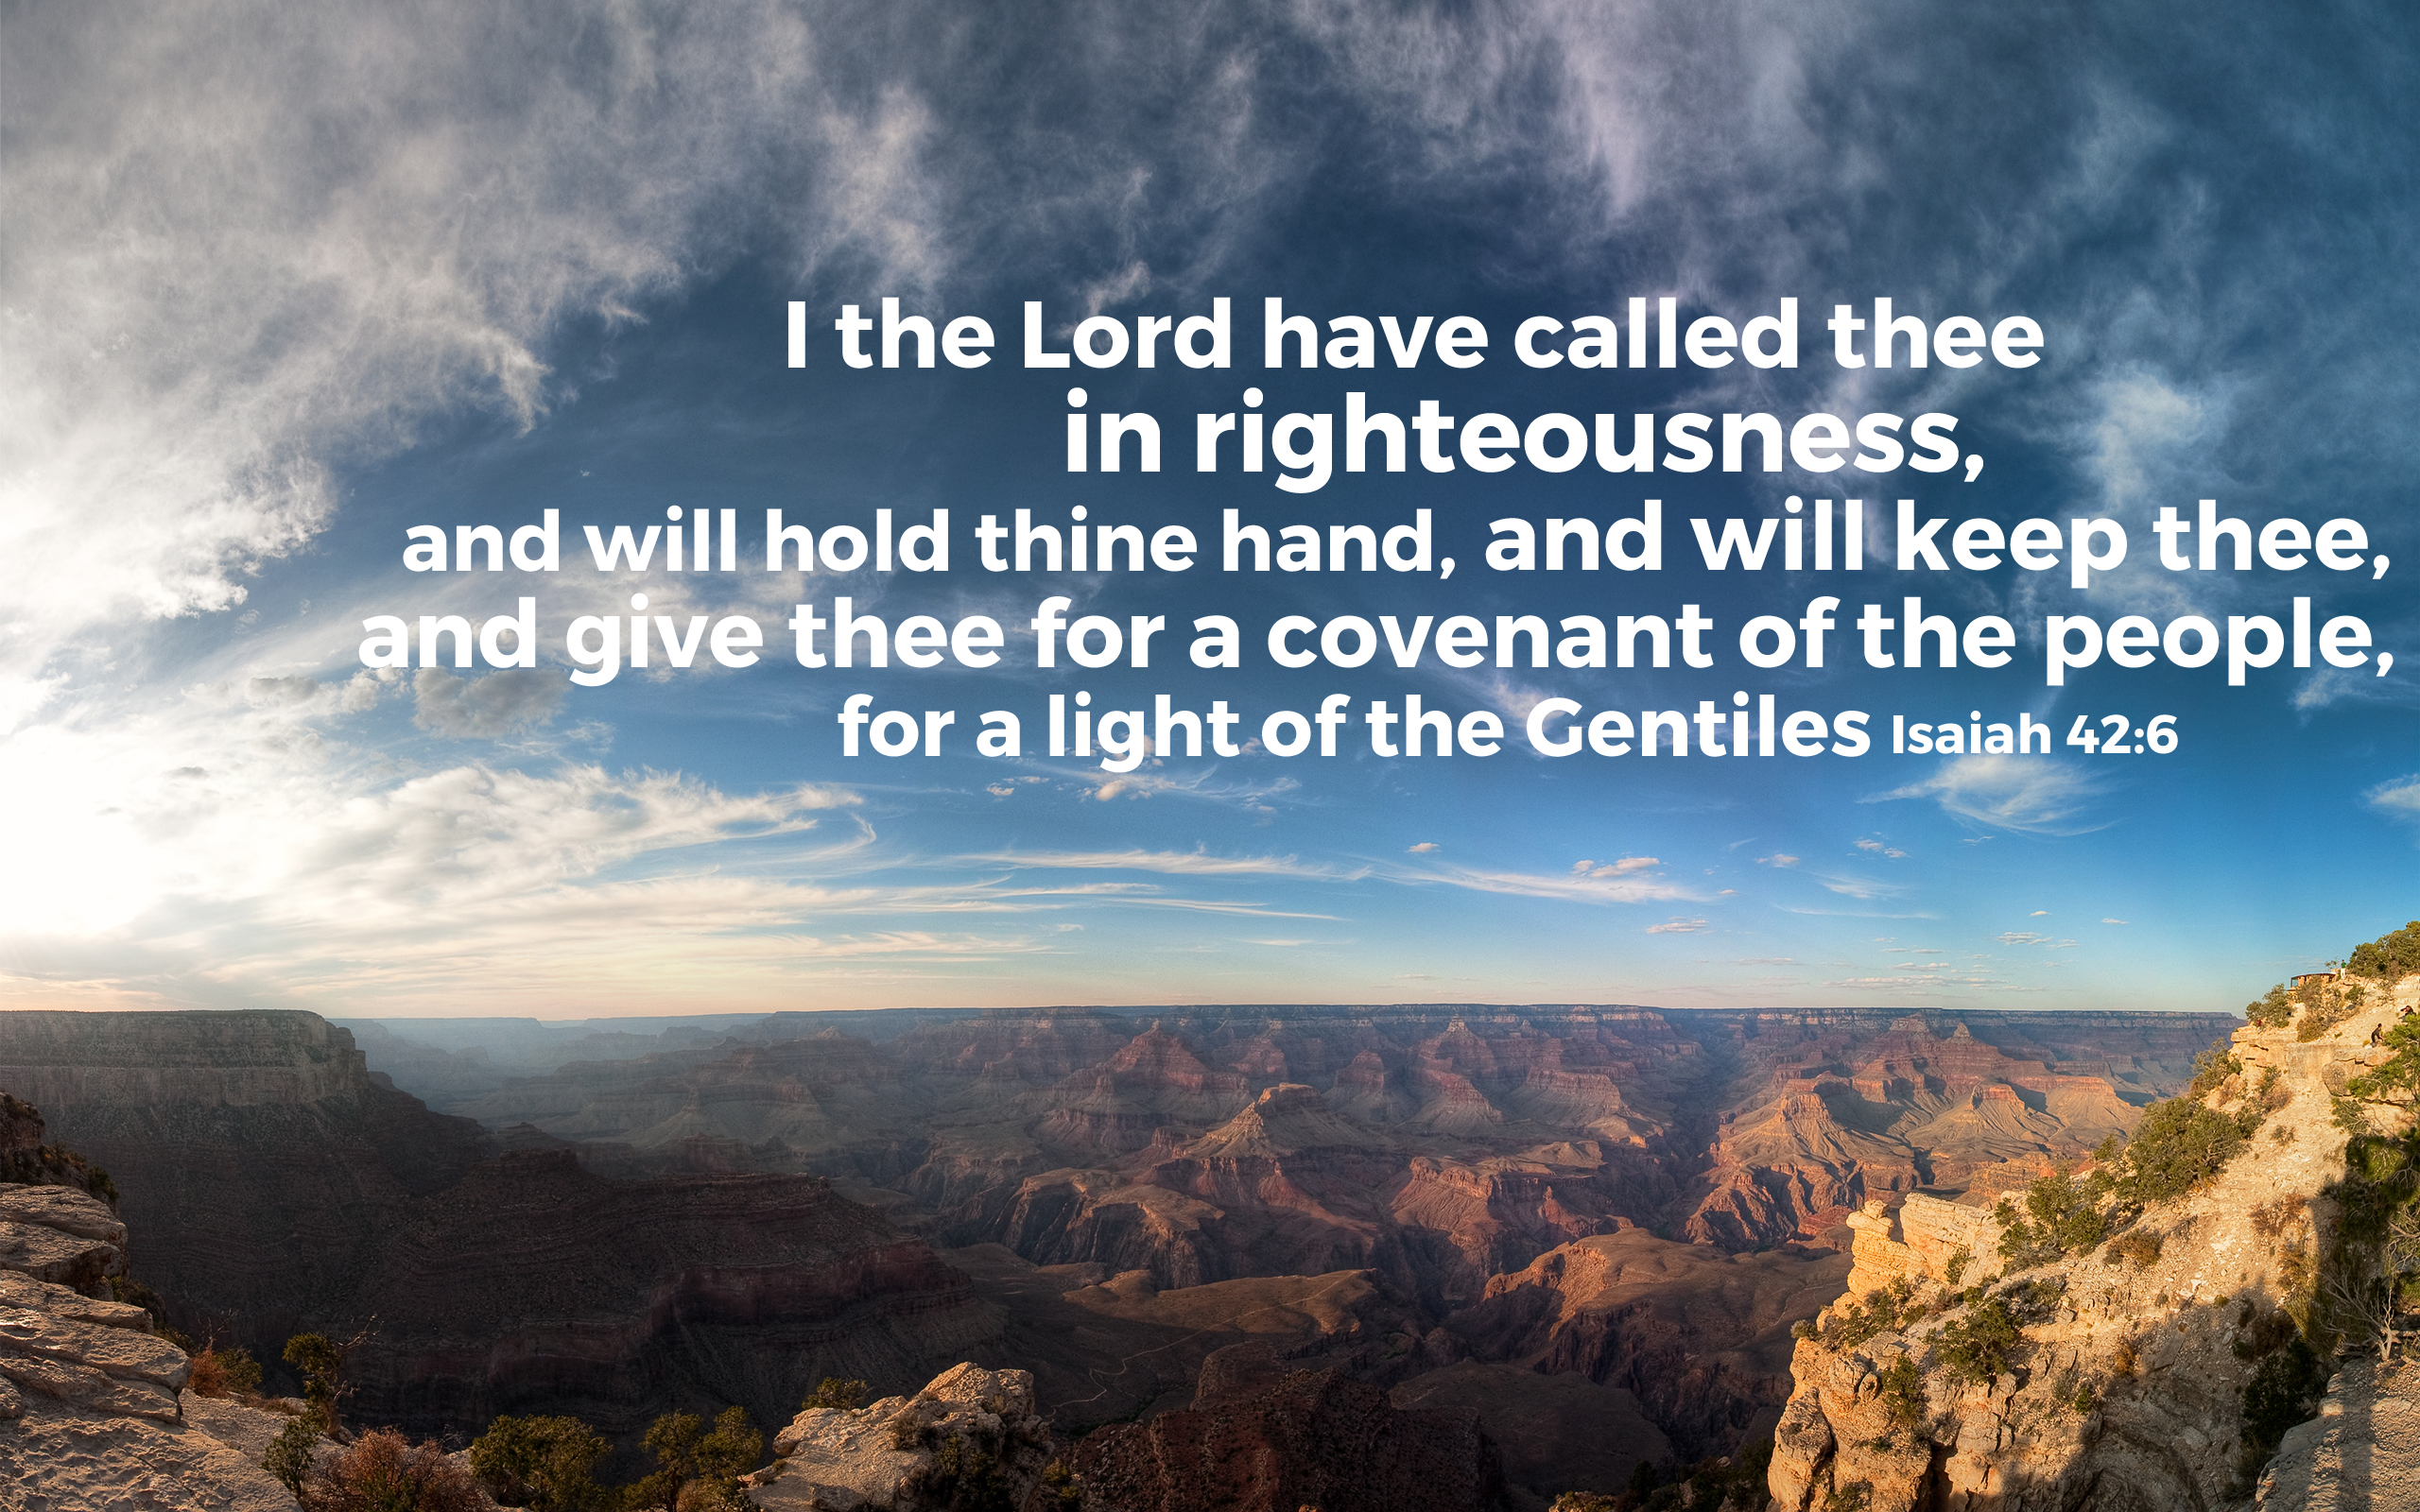 I the Lord have called thee
in righteousness,
and will hold thine hand, and will keep thee,
and give thee for a covenant of the people,
for a light of the Gentiles Isaiah 42:6